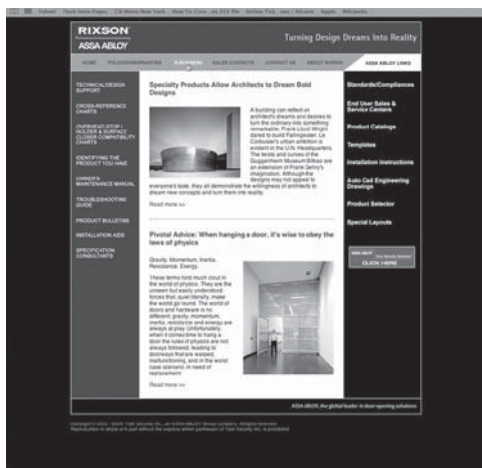 RIXSON
ASSA ABLOY
Turning Design Dreams Into Reality
HOME POLICIES/WARRANTIES E-BUSINESS SALES CONTACTS CONTACT US ABOUT RIXSON ASSA ABLOY LINKS
TECHNICAL/DESIGN
SUPPORT
CROSS-REFERENCE
CHARTS
OVERHEAD STOP /
HOLDER & SURFACE
CLOSER COMPATIBILITY
CHARTS
IDENTIFYING THE
PRODUCT YOU HAVE
OWNER'S
MAINTENANCE MANUAL
TROUBLESHOOTING
GUIDE
PRODUCT BULLETINS
INSTALLATION AIDS
SPECIFICATION
CONSULTANTS
Specialty Products Allow Architects to Dream Bold
Designs
A building can reflect an
architect's dreams and desires to
turn the ordinary into something
remarkable. Frank Lloyd Wright
dared to build Fallingwater. Le
Corbusier's urban ambition is
evident in the U.N. Headquarters.
The twists and curves of the
Guggenheim Museum Bilbao are
an extension of Frank Gehry's
imagination. Although the
designs may not appeal to
everyone's taste, they all demonstrate the willingness of architects to
dream new concepts and turn them into reality.
Read more >>
Pivotal Advice: When hanging a door, it's wise to obey the
laws of physics
Gravity. Momentum. Inertia.
Resistance. Energy.
These terms hold much clout in
the world of physics. They are the
unseen but easily understood
forces that, quiet literally, make
the world go round. The world of
doors and hardware is no
different: gravity, momentum,
inertia, resistance and energy are
always at play. Unfortunately,
when it comes time to hang a
door the rules of physics are not
always followed, leading to
doorways that are warped,
malfunctioning, and in the worst
case scenario, in need of
replacement.
Read more >>
Standards/Compliances
End User Sales &
Service Centers
Product Catalogs
Templates
Installation Instructions
Auto Cad Engineering
Drawings
Product Selector
Special Layouts
CLICK HERE
ASSA ABLOY, the global leader in door opening solutions